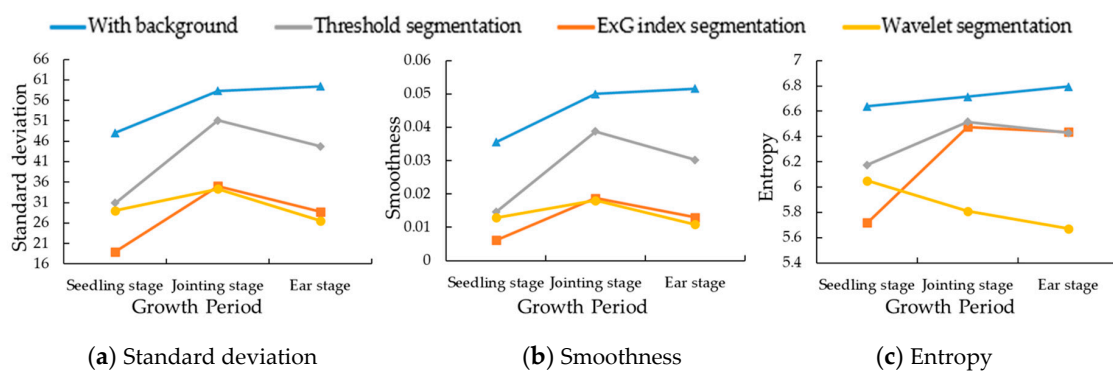 With background Threshold segmentation ExG index segmentation Wavelet segmentation
Standard deviation
66
61
56
51
46
41
36
31
26
21
16
Seedling stage Jointing stage Ear stage
Growth Period
(a) Standard deviation
Smoothness
0.06
0.05
0.04
0.03
0.02
0.01
0
Seedling stage Jointing stage Ear stage
Growth Period
(b) Smoothness
Entropy
7
6.8
6.6
6.4
6.2
6
5.8
5.6
5.4
Seedling stage Jointing stage Ear stage
Growth Period
(c) Entropy